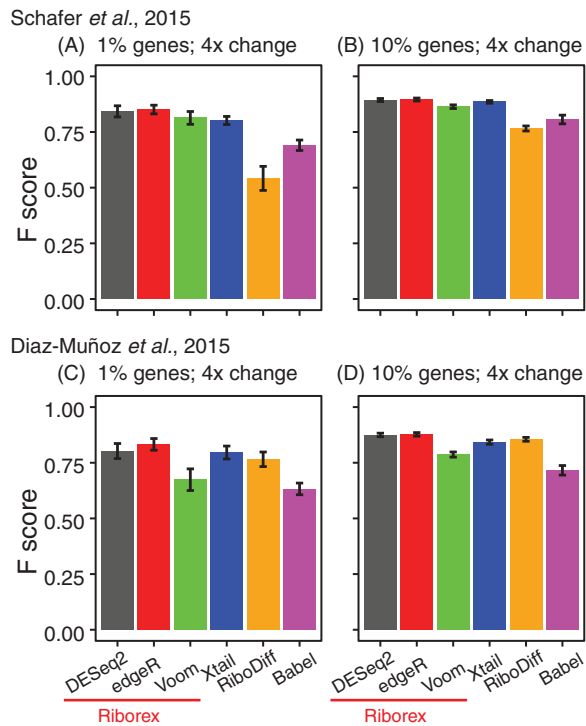 Schafer et al., 2015
(A) 1% genes; 4x change
(B) 10% genes; 4x change
F score
1.00
0.75
0.50
0.25
0.00
Diaz-Muñoz et al., 2015
(C) 1% genes; 4x change
(D) 10% genes; 4x change
F score
1.00
0.75
0.50
0.25
0.00
DESeq2
edgeR
Voom
Xtail
RiboDiff
Babel
DESeq2
edgeR
Voom
Xtail
RiboDiff
Babel
Riborex
Riborex